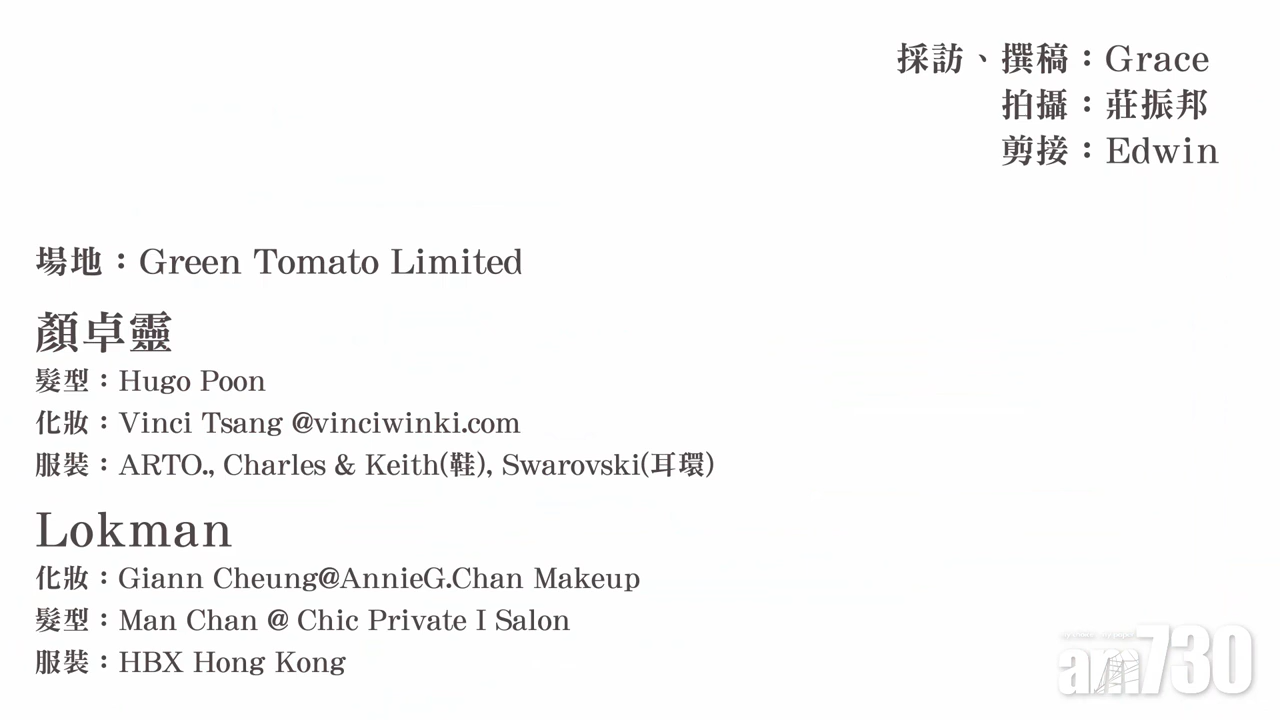 採訪、撰稿：Grace
拍攝：莊振邦
剪接：Edwin
場地：Green Tomato Limited
顏卓靈
髮型：Hugo Poon
化妝：Vinci Tsang @vinciwinki.com
服裝：ARTO., Charles & Keith(鞋), Swarovski(耳環)
Lokman
化妝：Giann Cheung@AnnieG.Chan Makeup
髮型：Man Chan @ Chic Private I Salon
服裝：HBX Hong Kong
am730